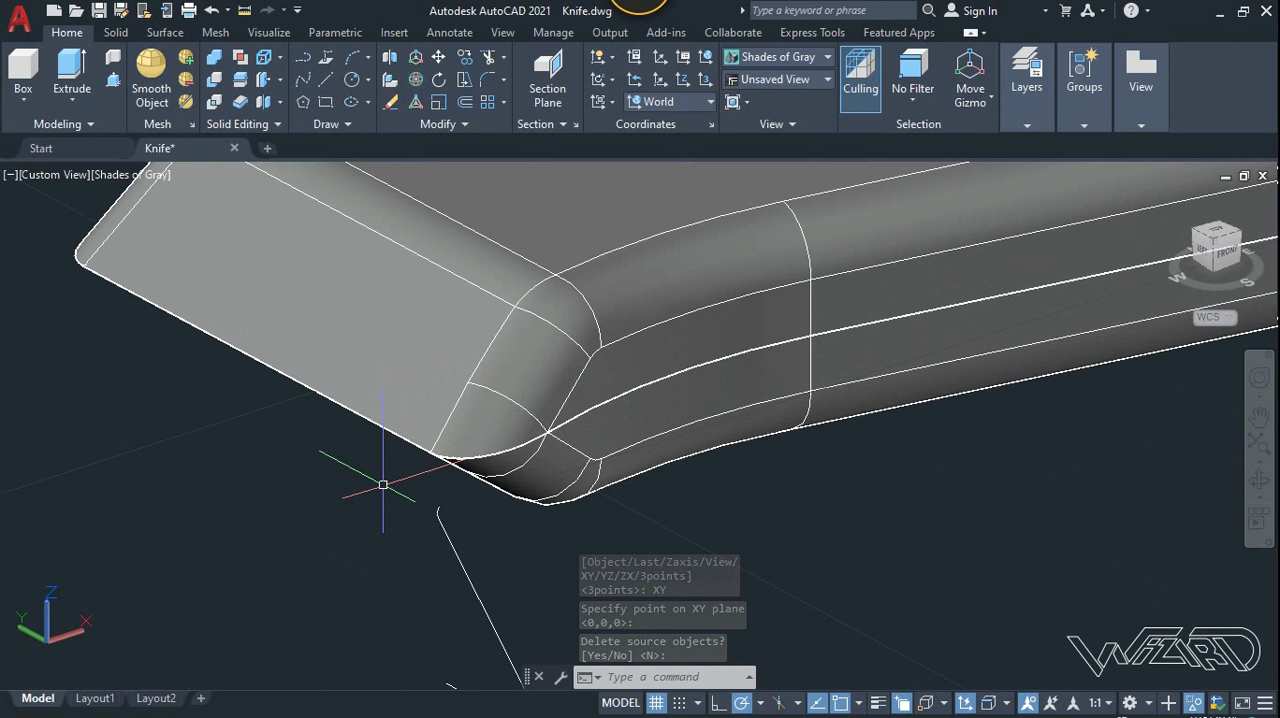 Autodesk AutoCAD 2021 Knife.dwg
Type a keyword or phrase
Sign In
Home Solid Surface Mesh Visualize Parametric Insert Annotate View Manage Output Add-ins Collaborate Express Tools Featured Apps
Box
Extrude
Smooth Object
Section Plane
World
Shades of Gray
Unsaved View
Culling
No Filter
Move Gizmo
Layers
Groups
View
Modeling
Mesh
Solid Editing
Draw
Modify
Section
Coordinates
View
Selection
Start
Knife*
[−][Custom View][Shades of Gray]
TOP
LEFT
FRONT
W
S
WCS
[Object/Last/Zaxis/View/
XY/YZ/ZX/3points]
<3points>: XY
Specify point on XY plane
<0,0,0>:
Delete source objects?
[Yes/No] <N>:
Type a command
Z
Y
X
WIZARD
Model
Layout1
Layout2
MODEL
1:1